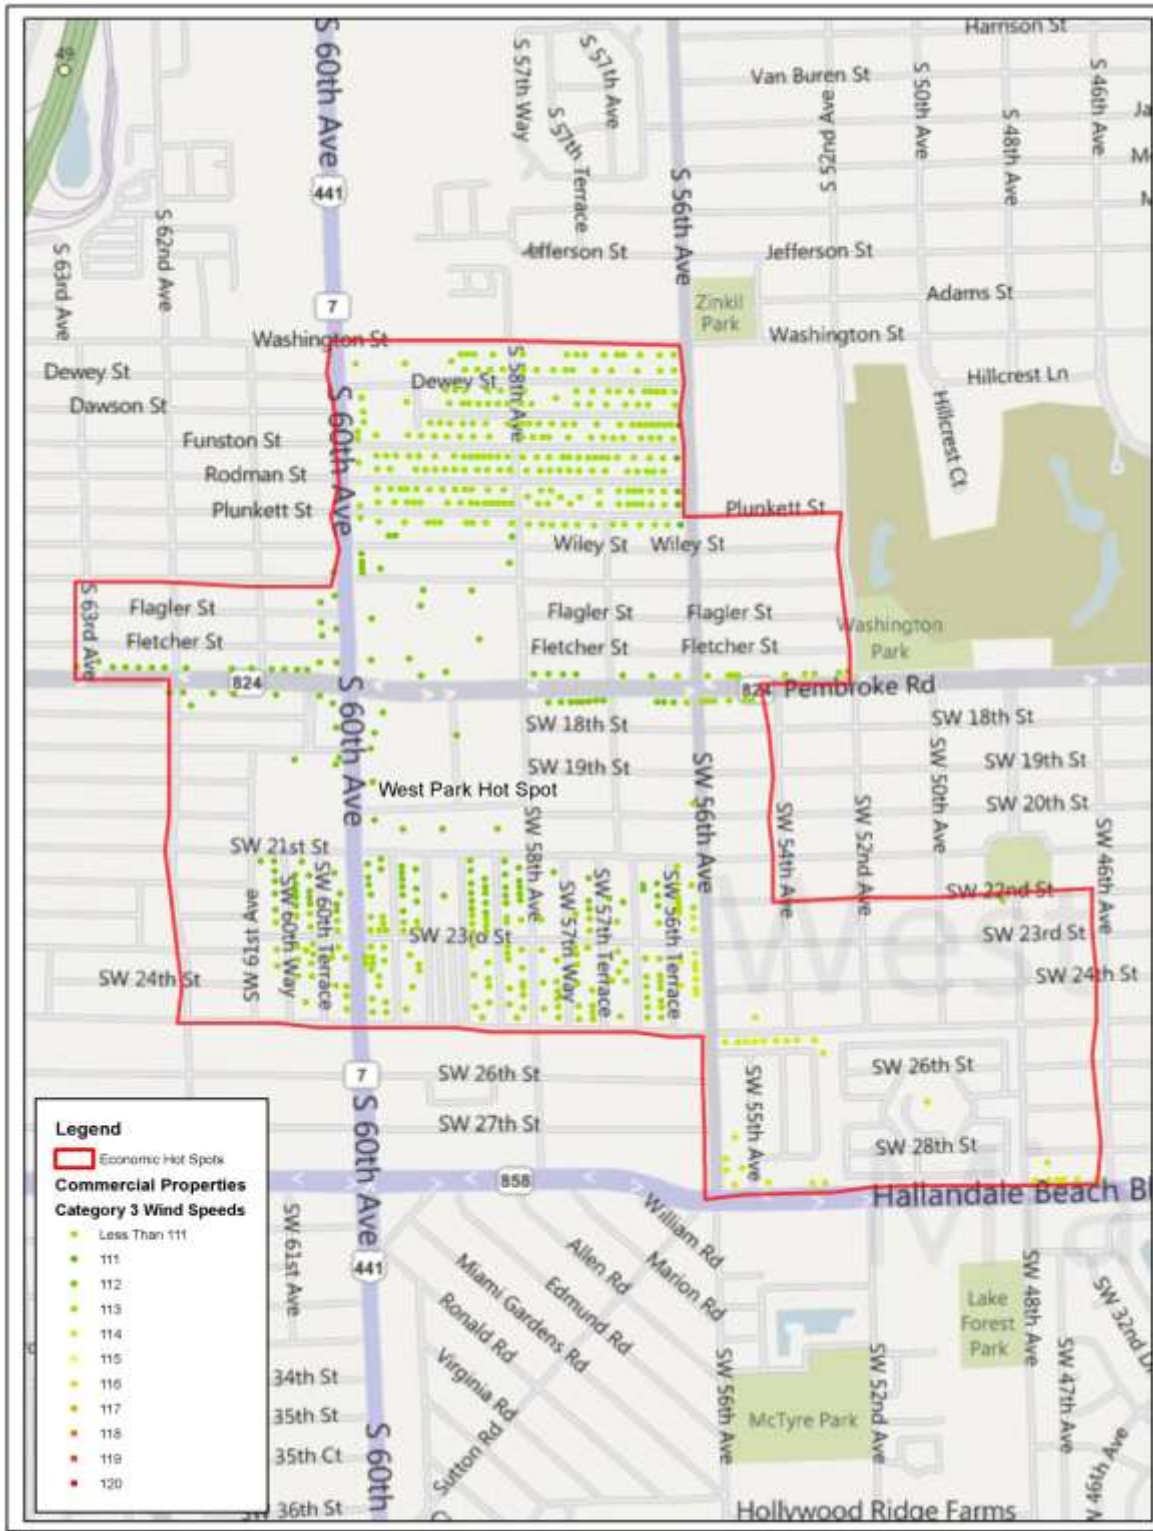 Harrison St
S 60th Ave
S 57th Way
S 57th Ave
Van Buren St
S 52nd Ave
S 50th Ave
S 46th Ave
S 48th Ave
Ja
S 57th Terrace
441
S 56th Ave
S 62nd Ave
S 63rd Ave
Jefferson St
Jefferson St
Adams St
7
Zinkil
Park
Washington St
Washington St
Dewey St
Dewey St
S 58th Ave
Hillcrest Ln
Dawson St
Hillcrest Ct
S 60th Ave
Funston St
Rodman St
Plunkett St
Plunkett St
Wiley St
Wiley St
S 63rd Ave
Flagler St
Flagler St
Flagler St
Fletcher St
Fletcher St
Fletcher St
Washington
Park
824
824
Pembroke Rd
S 60th Ave
SW 18th St
SW 18th St
SW 19th St
SW 19th St
SW 50th Ave
SW 56th Ave
West Park Hot Spot
SW 20th St
SW 54th Ave
SW 52nd Ave
SW 46th Ave
SW 21st St
SW 58th Ave
SW 22nd St
SW 61st Ave
SW 60th Way
SW 60th Terrace
SW 57th Way
SW 57th Terrace
SW 56th Terrace
SW 23rd St
SW 23rd St
West
SW 24th St
SW 24th St
7
SW 26th St
SW 26th St
SW 55th Ave
SW 27th St
SW 28th St
S 60th Ave
858
Hallandale Beach Bl
Legend
Economic Hot Spots
Commercial Properties
Category 3 Wind Speeds
Less Than 111
111
112
113
114
115
116
117
118
119
120
SW 61st Ave
441
William Rd
Allen Rd
Marion Rd
Miami Gardens Rd
Edmund Rd
Ronald Rd
Virginia Rd
Sutton Rd
Lake
Forest
Park
SW 48th Ave
SW 32nd D
SW 56th Ave
SW 52nd Ave
SW 47th Ave
34th St
35th St
35th Ct
SW 36th St
S 60th
McTyre Park
46th Ave
Hollywood Ridge Farms